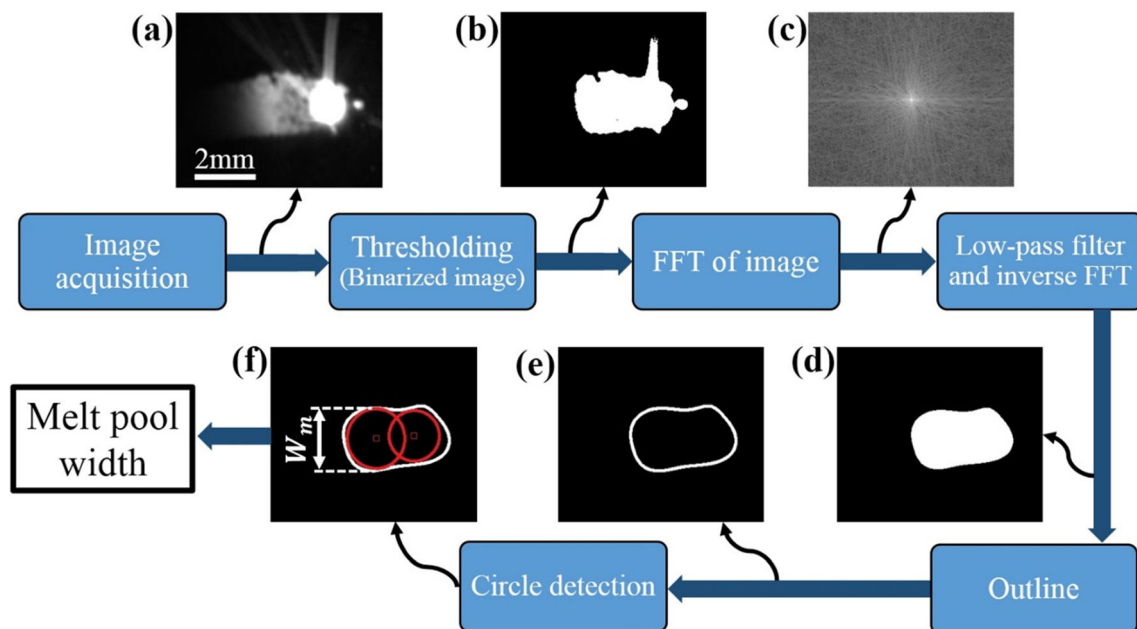 (a)
(b)
(c)
2mm
Image
acquisition
Thresholding
(Binarized image)
FFT of image
Low-pass filter
and inverse FFT
(f)
(e)
(d)
Melt pool
width
W_m
Circle detection
Outline